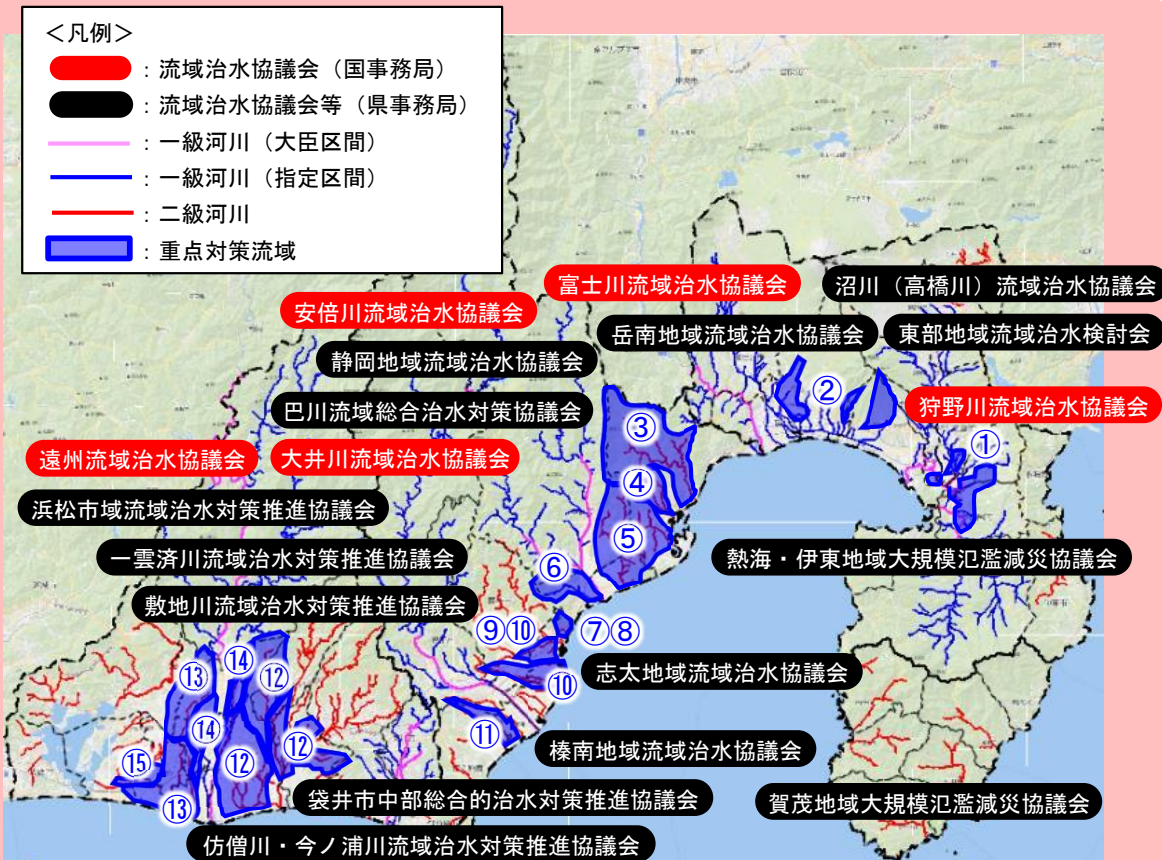 ＜凡例＞
：流域治水協議会（国事務局）
：流域治水協議会等（県事務局）
：一級河川（大臣区間）
：一級河川（指定区間）
：二級河川
：重点対策流域
富士川流域治水協議会
沼川（高橋川）流域治水協議会
安倍川流域治水協議会
岳南地域流域治水協議会
東部地域流域治水検討会
静岡地域流域治水協議会
②
狩野川流域治水協議会
巴川流域総合治水対策協議会
③
①
遠州流域治水協議会
大井川流域治水協議会
④
浜松市域流域治水対策推進協議会
⑤
一雲済川流域治水対策推進協議会
熱海・伊東地域大規模氾濫減災協議会
⑥
敷地川流域治水対策推進協議会
⑨⑩
⑦⑧
志太地域流域治水協議会
⑬
⑭
⑫
⑩
⑭
⑪
⑫
榛南地域流域治水協議会
⑮
⑫
⑬
袋井市中部総合的治水対策推進協議会
賀茂地域大規模氾濫減災協議会
仿僧川・今ノ浦川流域治水対策推進協議会